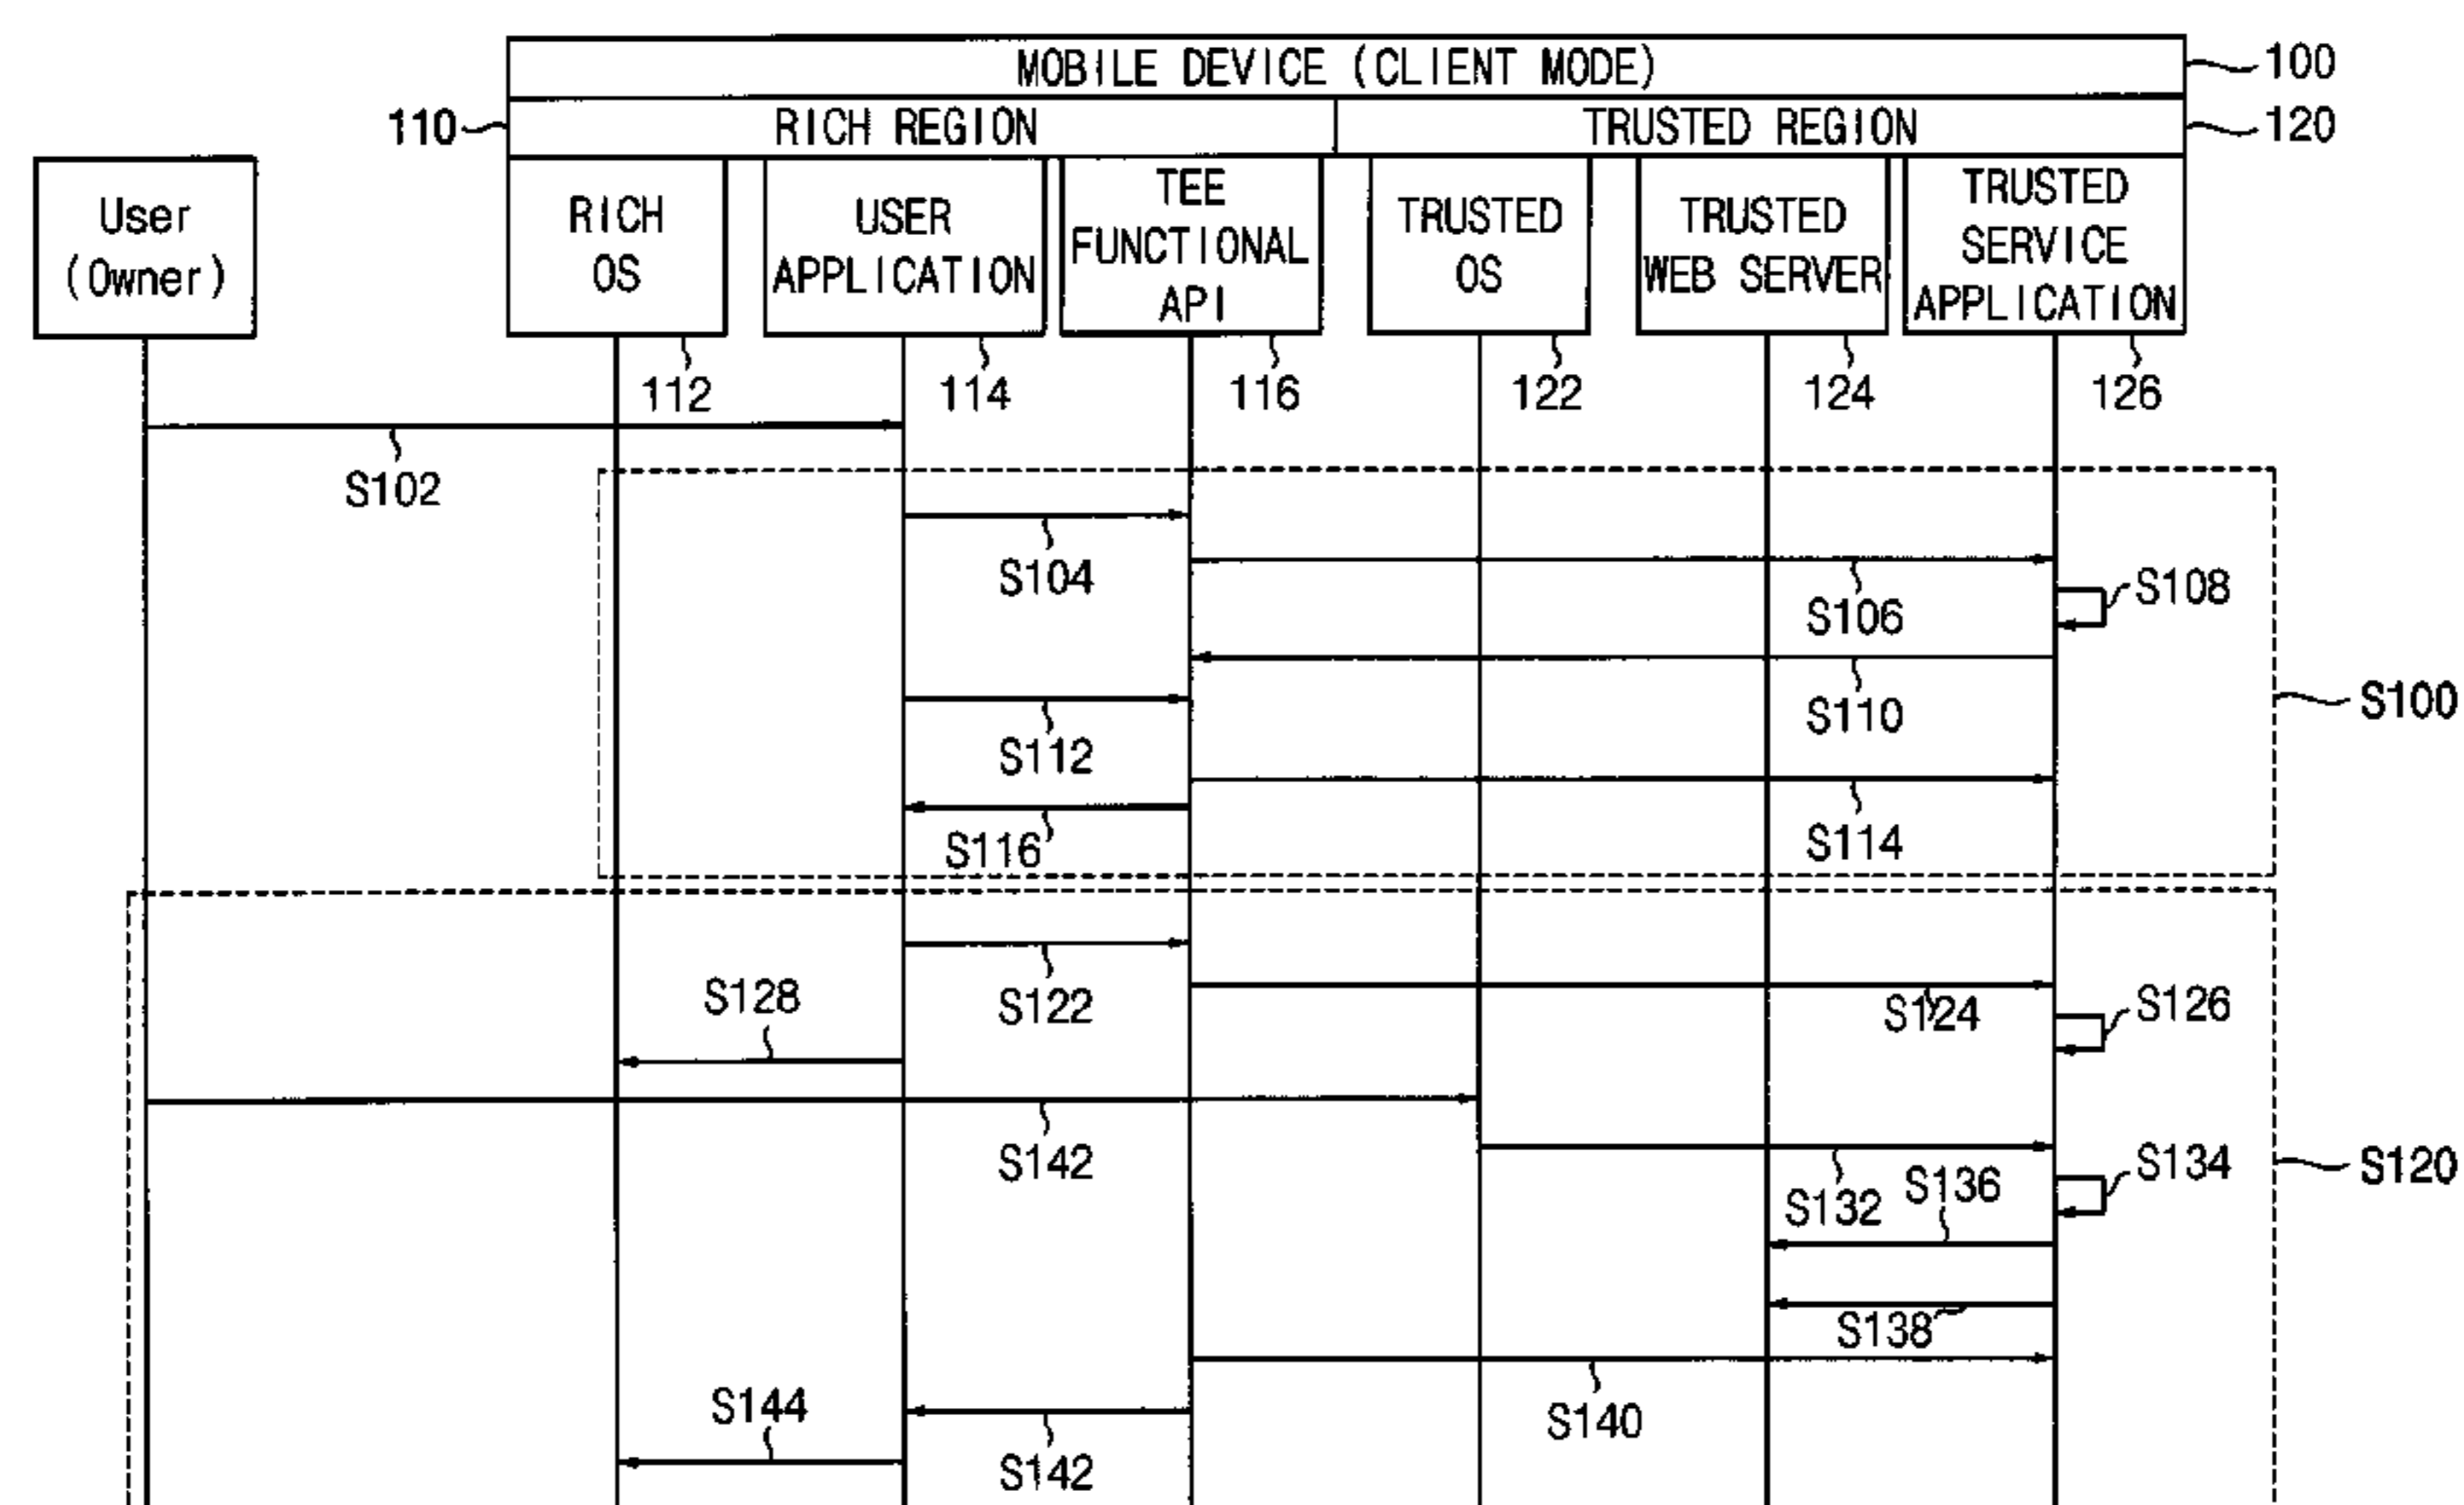 MOBILE DEVICE (CLIENT MODE)
100
110
RICH REGION
TRUSTED REGION
120
User
(Owner)
RICH
OS
USER
APPLICATION
TEE
FUNCTIONAL
API
TRUSTED
OS
TRUSTED
WEB SERVER
TRUSTED
SERVICE
APPLICATION
112
114
116
122
124
126
S102
S104
S106
S108
S110
S100
S112
S114
S116
S122
S124
S126
S128
S142
S132
S136
S134
S120
S138
S140
S144
S142